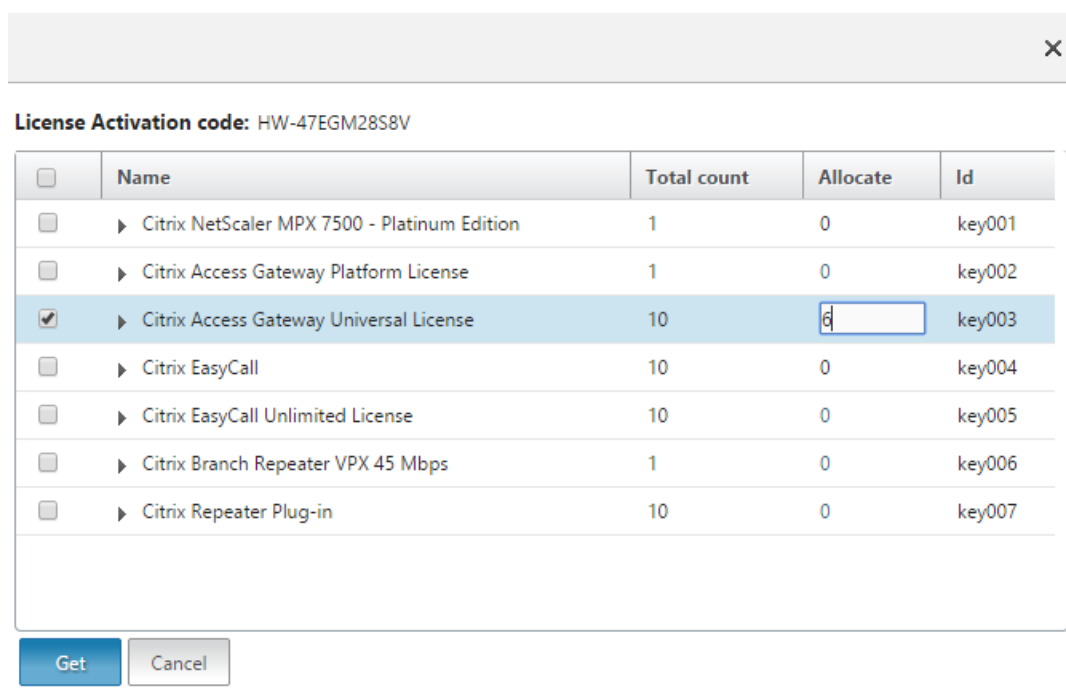 License Activation code: HW-47EGM28S8V
Name Total count Allocate Id
Citrix NetScaler MPX 7500 - Platinum Edition 1 0 key001
Citrix Access Gateway Platform License 1 0 key002
Citrix Access Gateway Universal License 10 6 key003
Citrix EasyCall 10 0 key004
Citrix EasyCall Unlimited License 10 0 key005
Citrix Branch Repeater VPX 45 Mbps 1 0 key006
Citrix Repeater Plug-in 10 0 key007
Get Cancel